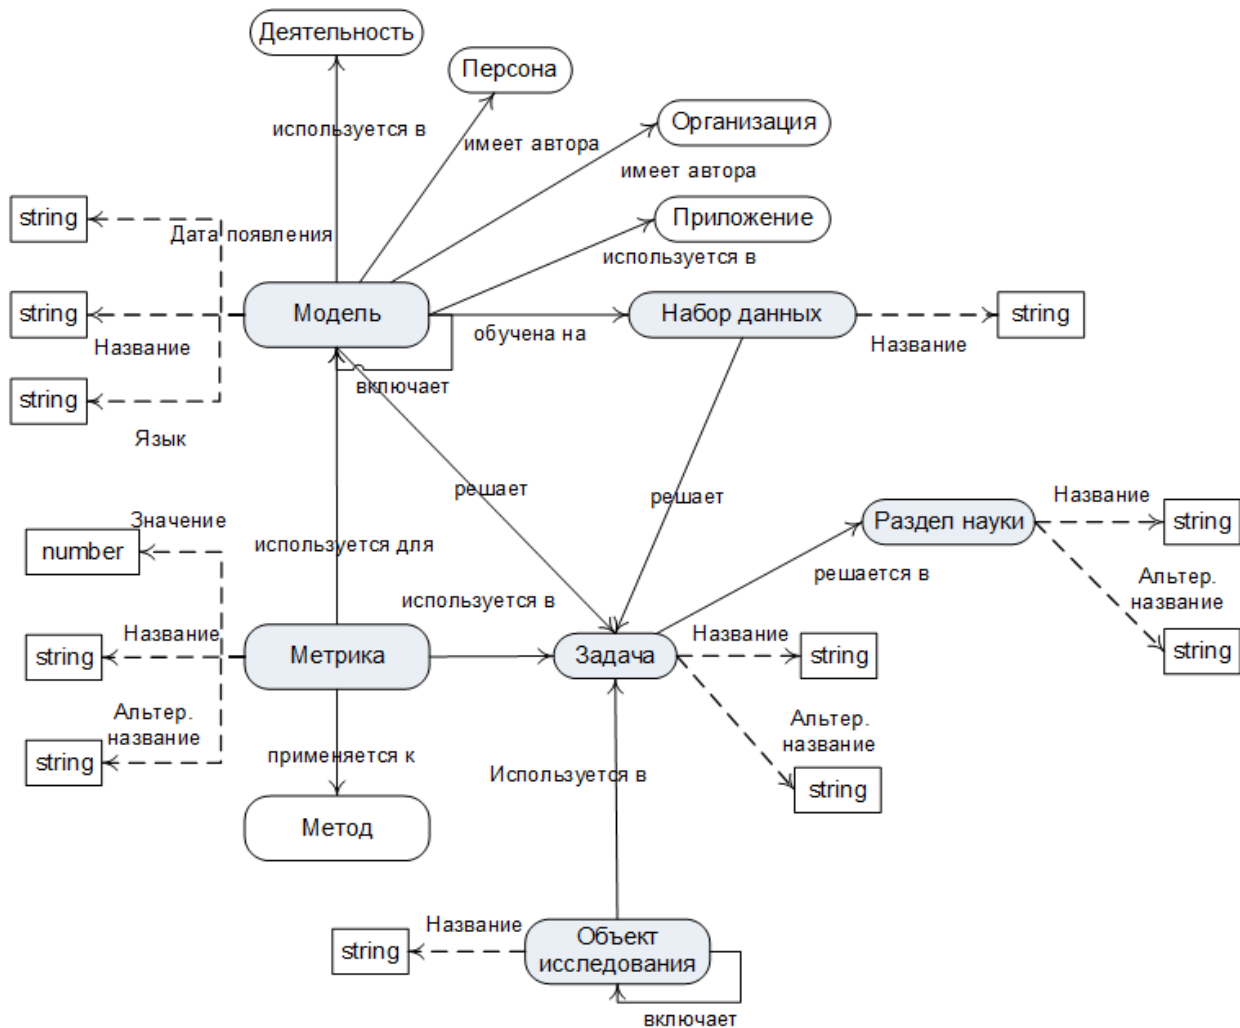 Деятельность
Персона
используется в
Организация
имеет автора
имеет автора
string
Дата появления
Приложение
используется в
string
Модель
Набор данных
string
обучена на
Название
Название
включает
string
Язык
решает
решает
Значение
number
используется для
Раздел науки
Название
string
решается в
Альтер.
название
string
используется в
Название
string
Метрика
Задача
Название
string
Альтер.
название
string
Альтер.
название
string
применяется к
Используется в
Метод
Название
string
Объект
исследования
включает